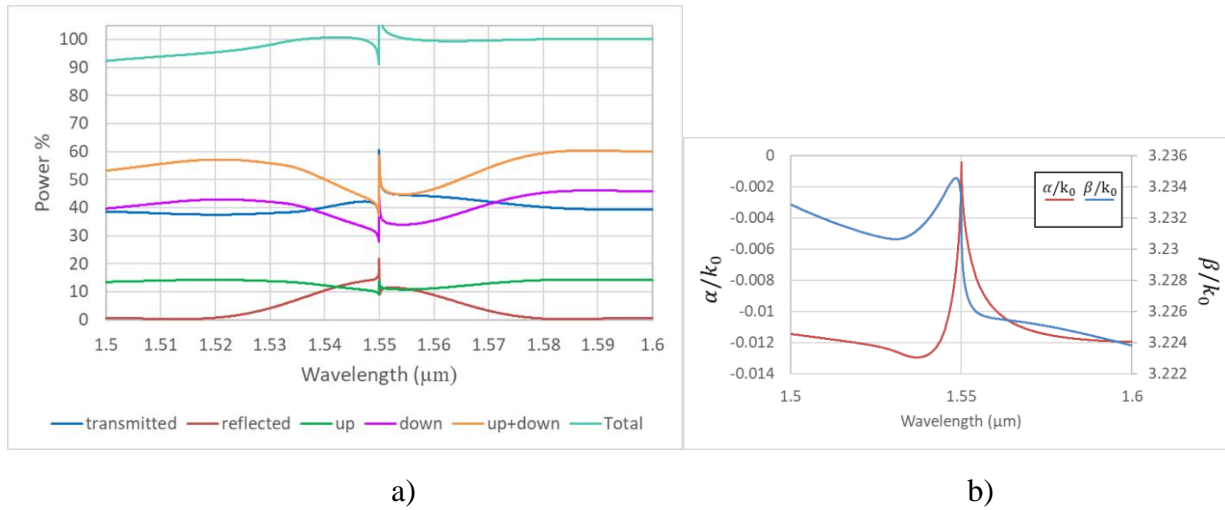 100
90
80
70
60
50
40
30
20
10
0
Power %
1.5 1.51 1.52 1.53 1.54 1.55 1.56 1.57 1.58 1.59 1.6
Wavelength (μm)
transmitted reflected up down up+down Total
a)
0
-0.002
-0.004
-0.006
-0.008
-0.01
-0.012
-0.014
α/k₀
α/k₀ β/k₀
3.236
3.234
3.232
3.23
3.228
3.226
3.224
3.222
β/k₀
1.5 1.55 1.6
Wavelength (μm)
b)